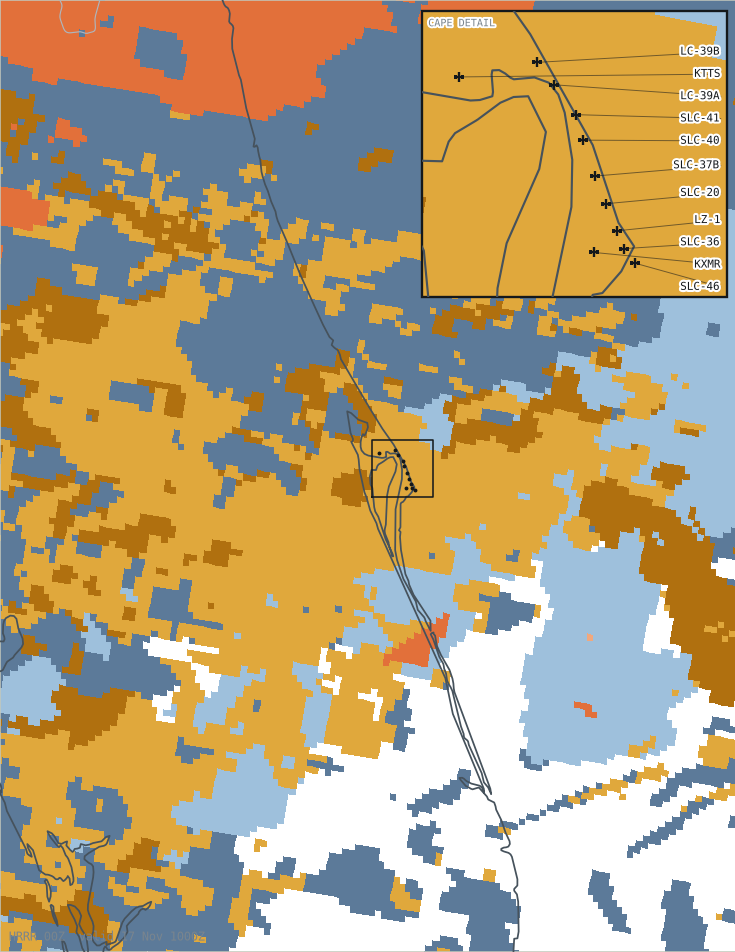 CAPE DETAIL
LC-39B
KTTS
LC-39A
SLC-41
SLC-40
SLC-37B
SLC-20
LZ-1
SLC-36
KXMR
SLC-46